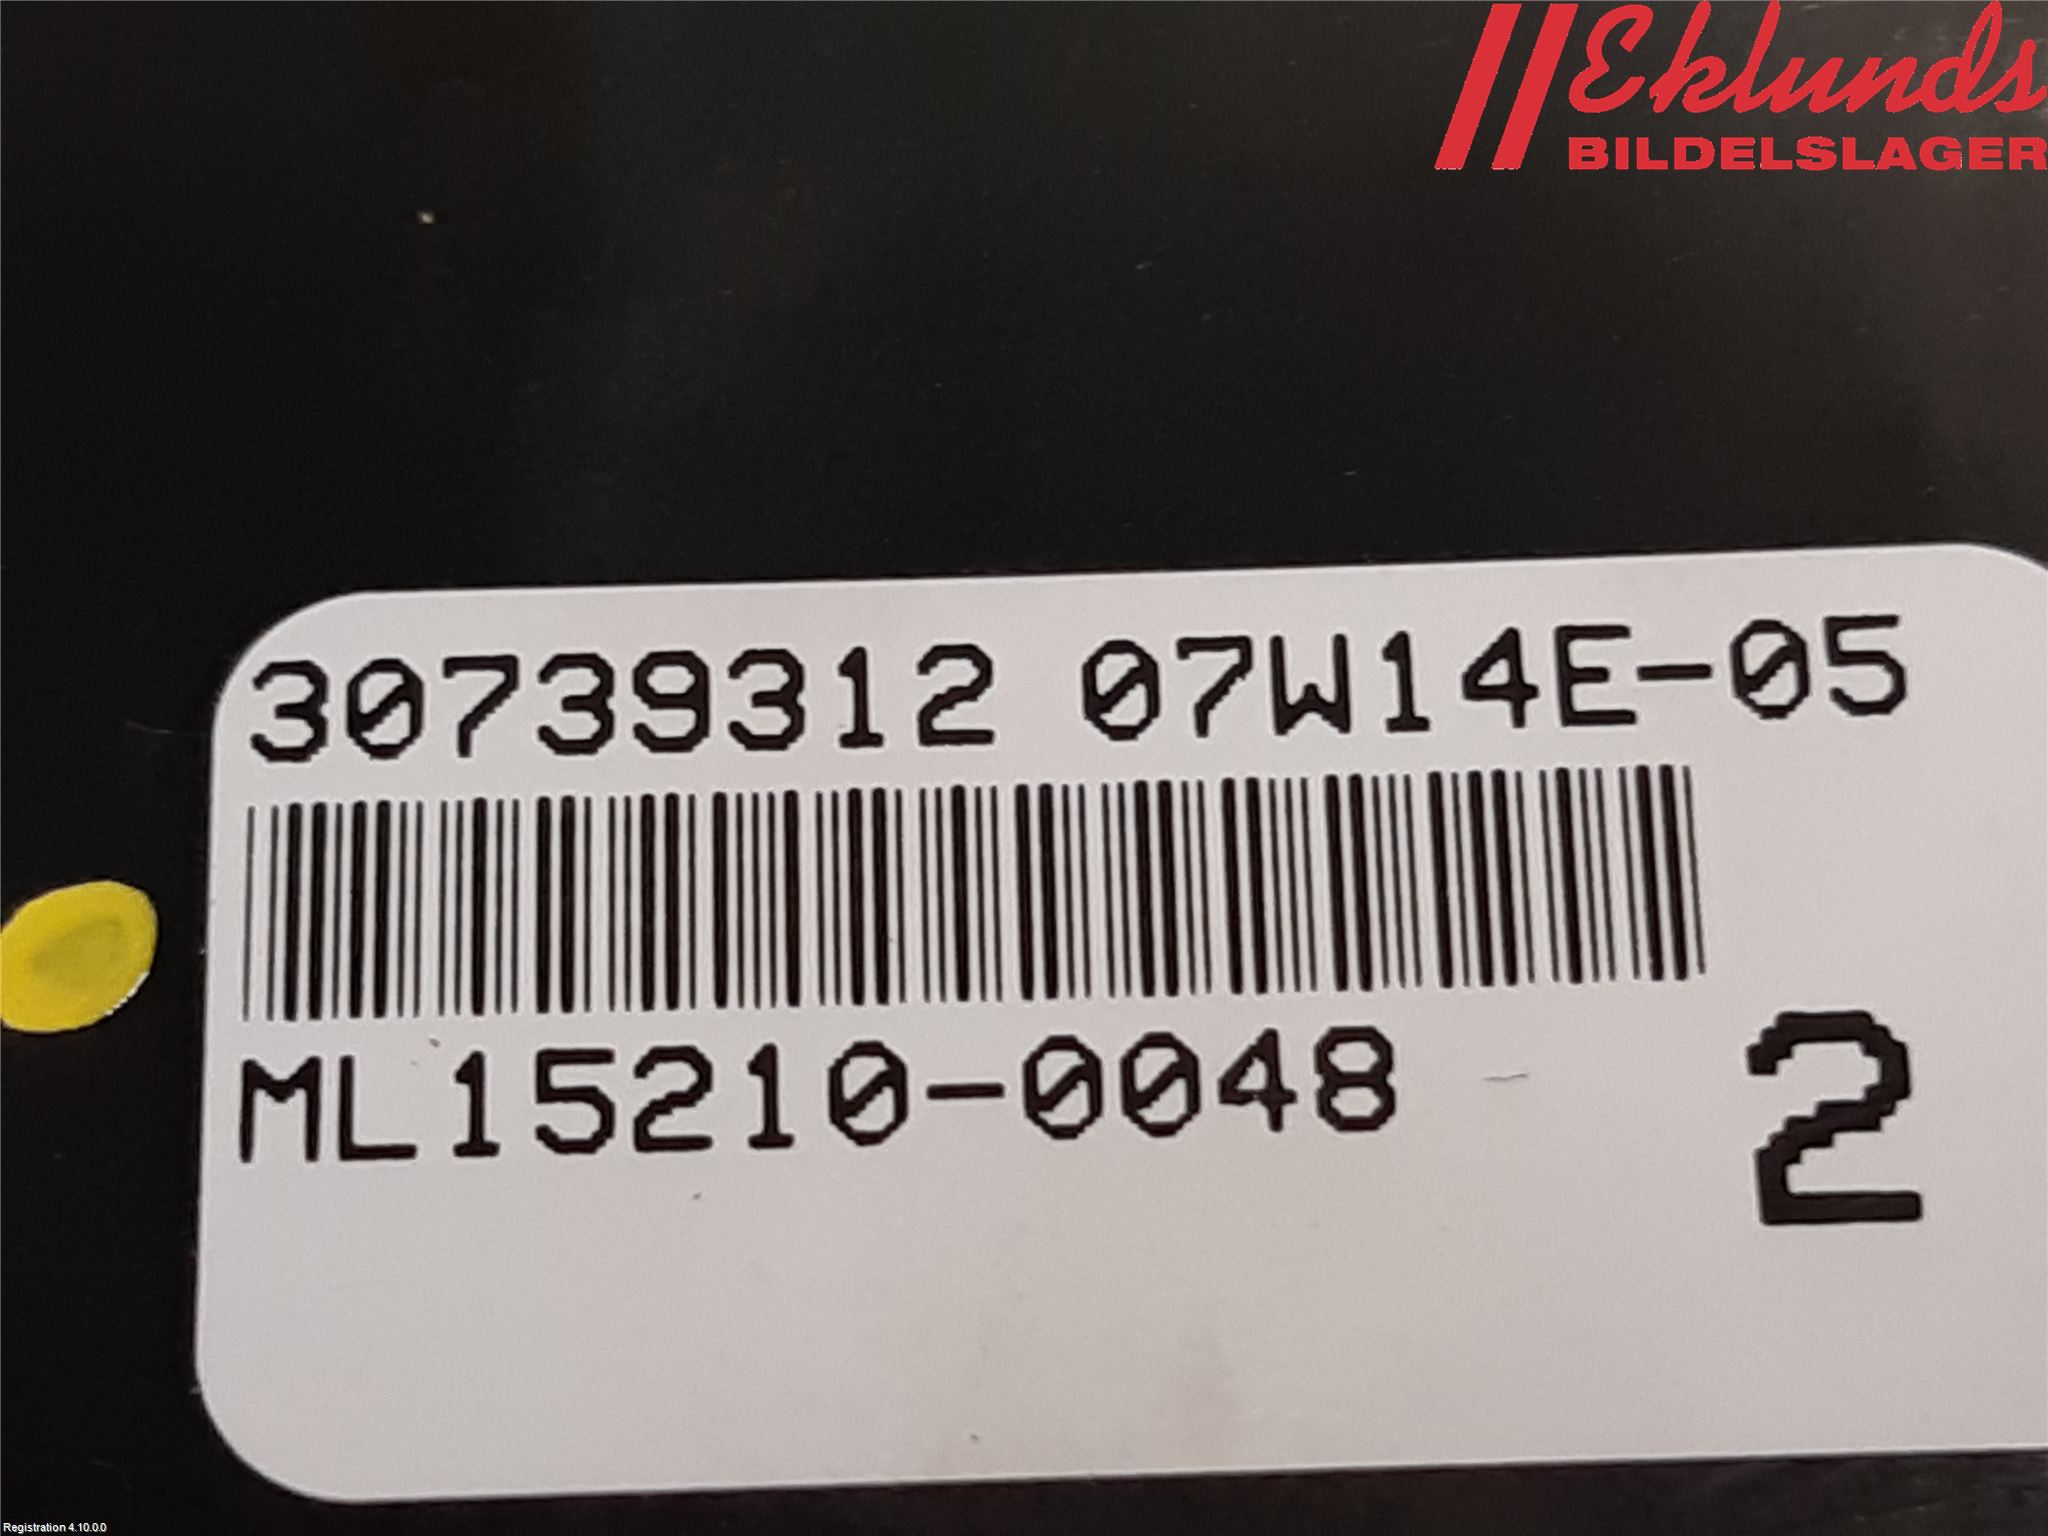 Eklunds
BILDELSLAGER
30739312 07W14E-05
ML15210-0048
2
Registration 4.10.0.0